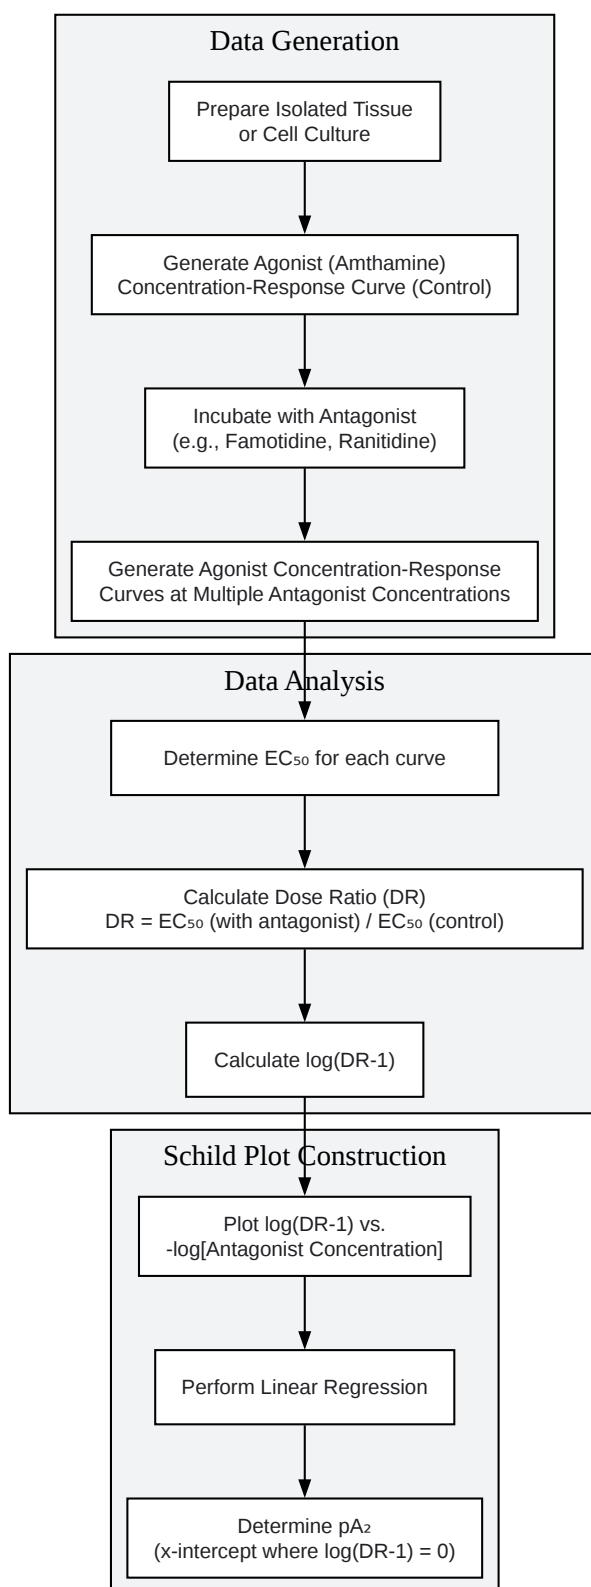 Data Generation
Prepare Isolated Tissue
or Cell Culture
Generate Agonist (Amthamine)
Concentration-Response Curve (Control)
Incubate with Antagonist
(e.g., Famotidine, Ranitidine)
Generate Agonist Concentration-Response
Curves at Multiple Antagonist Concentrations
Data Analysis
Determine EC₅₀ for each curve
Calculate Dose Ratio (DR)
DR = EC₅₀ (with antagonist) / EC₅₀ (control)
Calculate log(DR-1)
Schild Plot Construction
Plot log(DR-1) vs.
-log[Antagonist Concentration]
Perform Linear Regression
Determine pA₂
(x-intercept where log(DR-1) = 0)